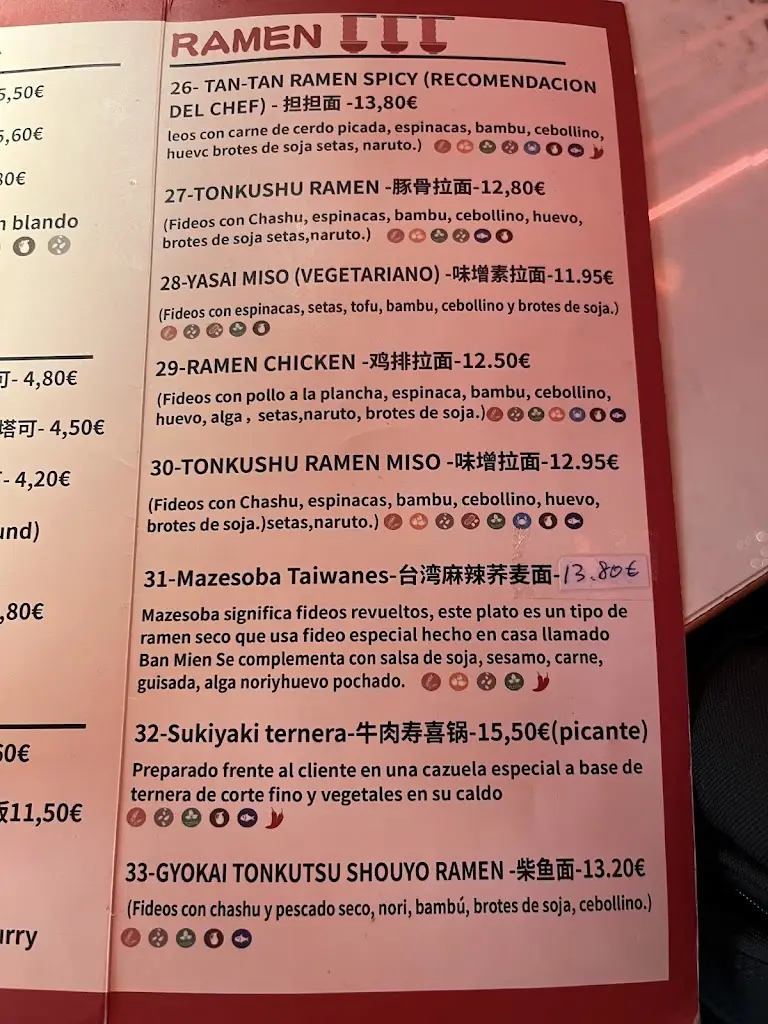 5,50€
5,60€
80€
n blando
可- 4,80€
塔可- 4,50€
- 4,20€
und)
,80€
60€
饭11,50€
urry
RAMEN
26- TAN-TAN RAMEN SPICY (RECOMENDACION
DEL CHEF) - 担担面 -13,80€
leos con carne de cerdo picada, espinacas, bambu, cebollino,
huevc brotes de soja setas, naruto.)
27-TONKUSHU RAMEN -豚骨拉面-12,80€
(Fideos con Chashu, espinacas, bambu, cebollino, huevo,
brotes de soja setas,naruto.)
28-YASAI MISO (VEGETARIANO) -味增素拉面-11.95€
(Fideos con espinacas, setas, tofu, bambu, cebollino y brotes de soja.)
29-RAMEN CHICKEN -鸡排拉面-12.50€
(Fideos con pollo a la plancha, espinaca, bambu, cebollino,
huevo, alga , setas,naruto, brotes de soja.)
30-TONKUSHU RAMEN MISO -味增拉面-12.95€
(Fideos con Chashu, espinacas, bambu, cebollino, huevo,
brotes de soja.)setas,naruto.)
31-Mazesoba Taiwanes-台湾麻辣荞麦面-13.80€
Mazesoba significa fideos revueltos, este plato es un tipo de
ramen seco que usa fideo especial hecho en casa llamado
Ban Mien Se complementa con salsa de soja, sesamo, carne,
guisada, alga noriyhuevo pochado.
32-Sukiyaki ternera-牛肉寿喜锅-15,50€(picante)
Preparado frente al cliente en una cazuela especial a base de
ternera de corte fino y vegetales en su caldo
33-GYOKAI TONKUTSU SHOUYO RAMEN -柴鱼面-13.20€
(Fideos con chashu y pescado seco, nori, bambú, brotes de soja, cebollino.)